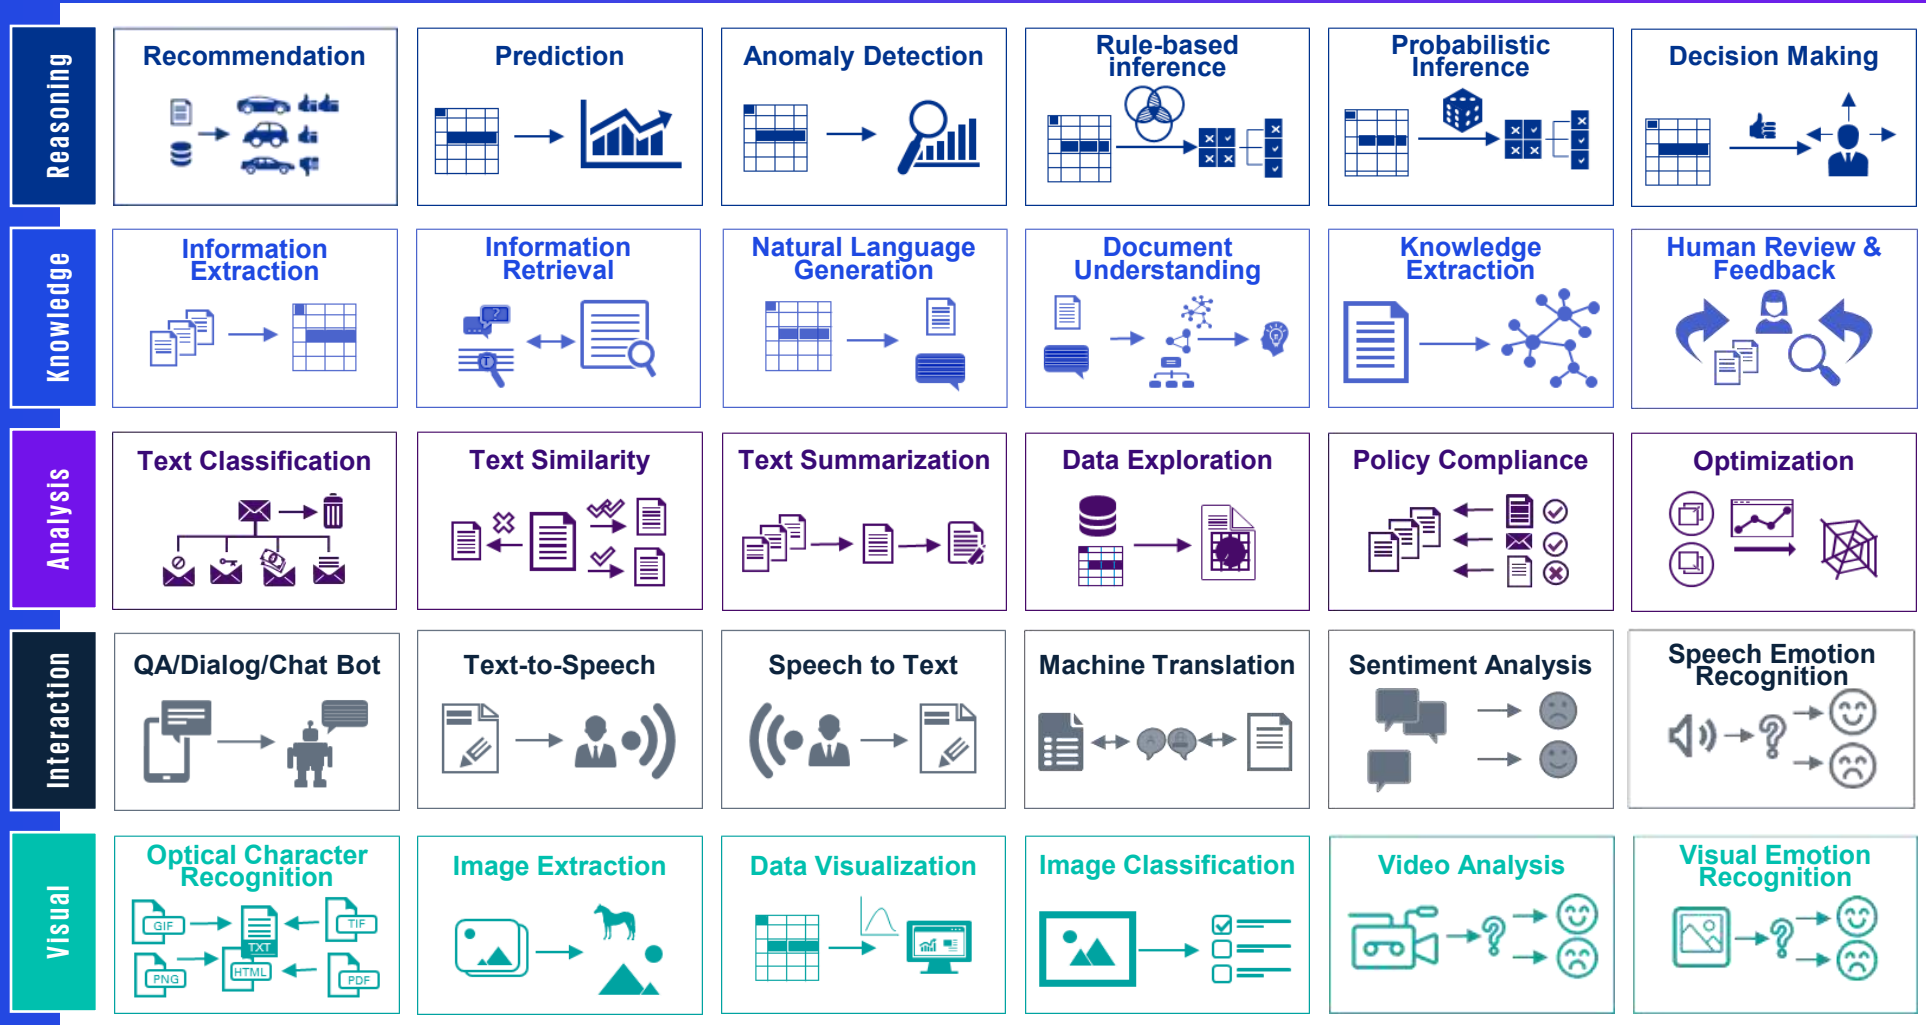 Reasoning
Recommendation
Prediction
Anomaly Detection
Rule-based
inference
Probabilistic
Inference
Decision Making
Knowledge
Information
Extraction
Information
Retrieval
?
T
Natural Language
Generation
Document
Understanding
Knowledge
Extraction
Human Review &
Feedback
Analysis
Text Classification
Text Similarity
Text Summarization
Data Exploration
Policy Compliance
Optimization
Interaction
QA/Dialog/Chat Bot
Text-to-Speech
Speech to Text
Machine Translation
A
Sentiment Analysis
Speech Emotion
Recognition
?
Visual
Optical Character
Recognition
GIF
TXT
TIF
PNG
HTML
PDF
Image Extraction
Data Visualization
Image Classification
Video Analysis
?
Visual Emotion
Recognition
?